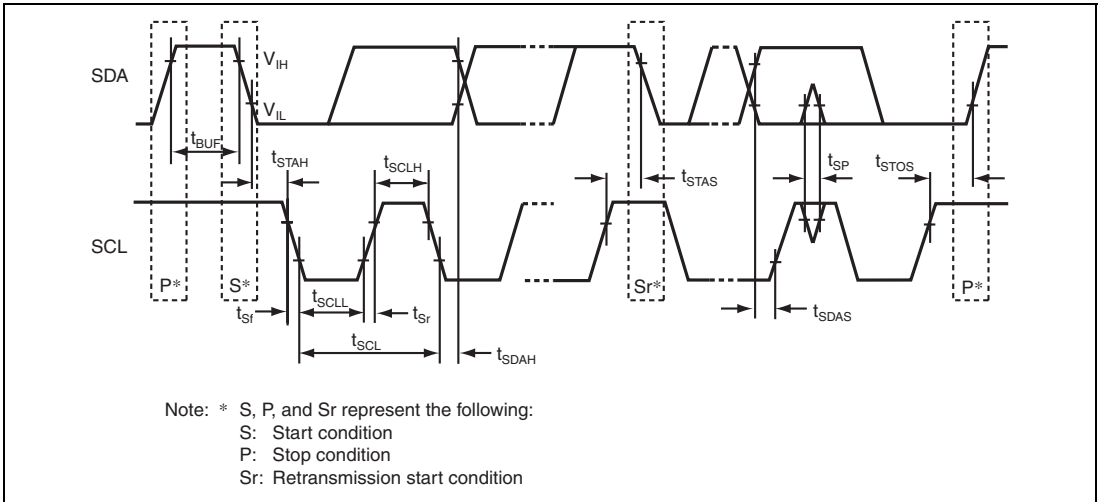 SDA
V_IH
V_IL
t_BUF
t_STAH
t_SCLH
t_STAS
t_SP
t_STOS
SCL
P*
S*
Sr*
P*
t_Sf
t_SCLL
t_Sr
t_SCL
t_SDAH
t_SDAS
Note: * S, P, and Sr represent the following:
S: Start condition
P: Stop condition
Sr: Retransmission start condition